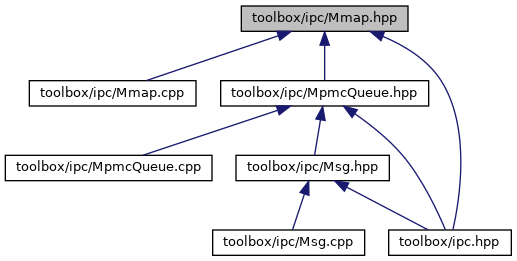 toolbox/ipc/Mmap.hpp
toolbox/ipc/Mmap.cpp
toolbox/ipc/MpmcQueue.hpp
toolbox/ipc/MpmcQueue.cpp
toolbox/ipc/Msg.hpp
toolbox/ipc/Msg.cpp
toolbox/ipc.hpp